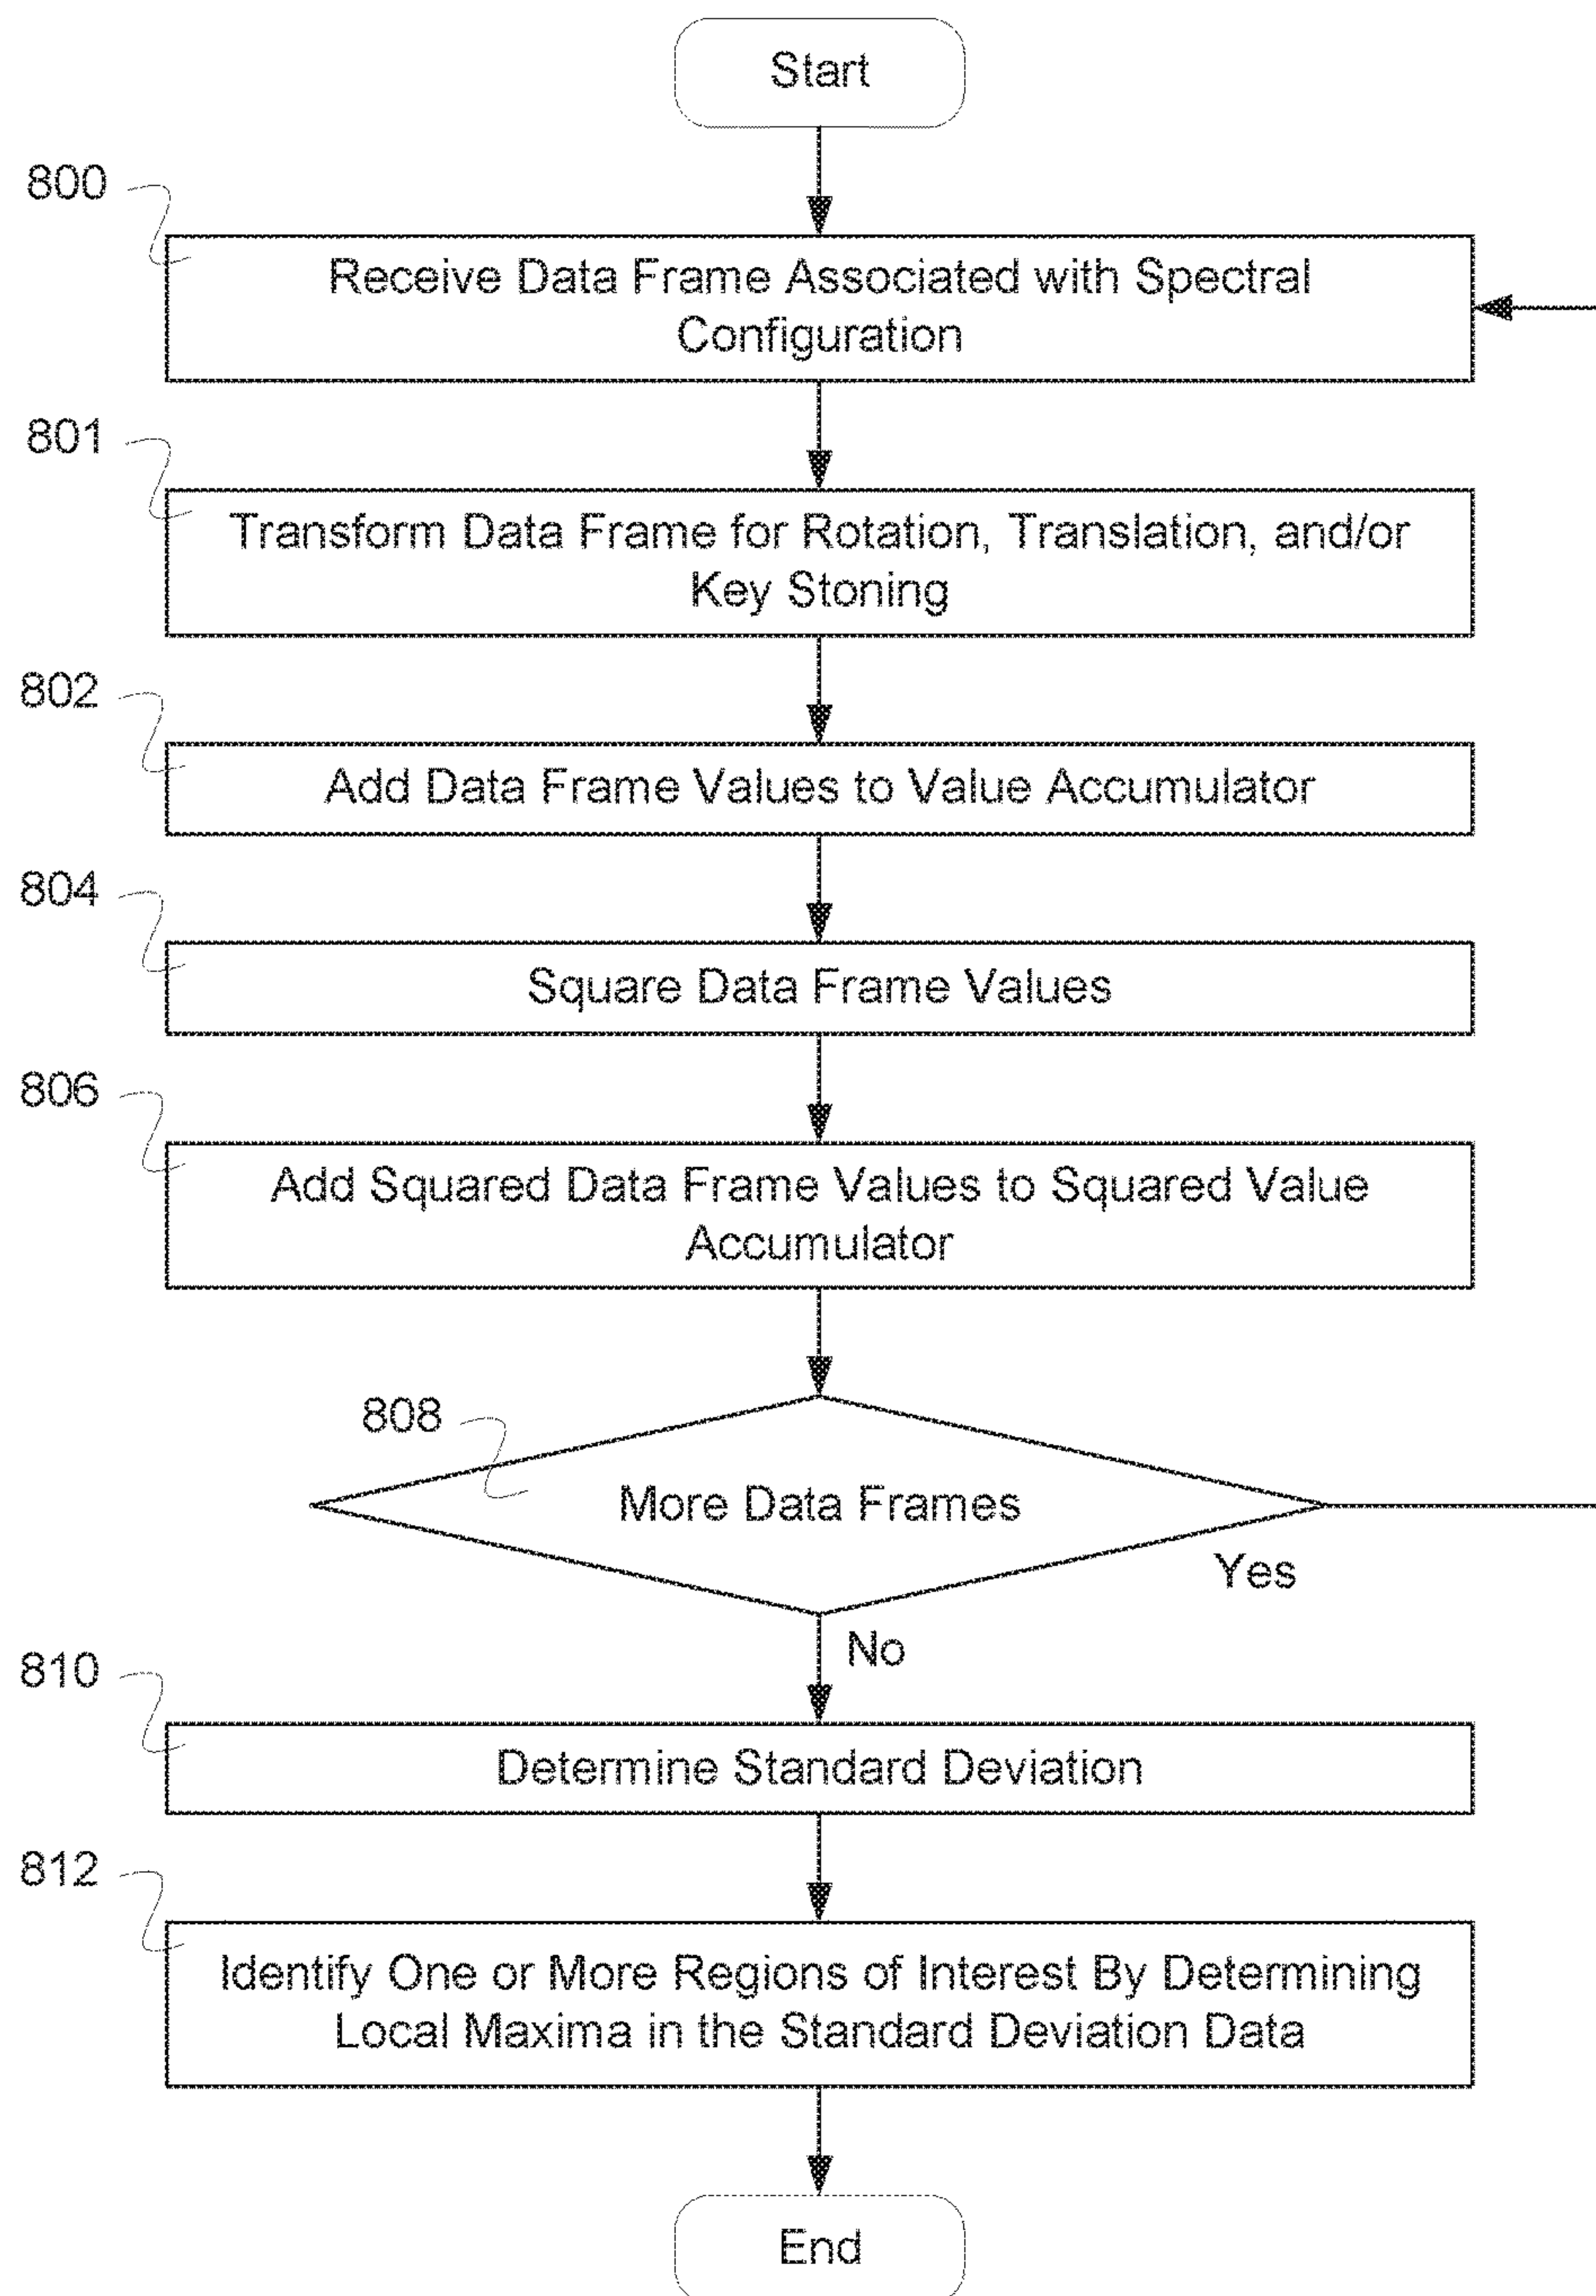 Start
800
Receive Data Frame Associated with Spectral
Configuration
801
Transform Data Frame for Rotation, Translation, and/or
Key Stoning
802
Add Data Frame Values to Value Accumulator
804
Square Data Frame Values
806
Add Squared Data Frame Values to Squared Value
Accumulator
808
More Data Frames
Yes
No
810
Determine Standard Deviation
812
Identify One or More Regions of Interest By Determining
Local Maxima in the Standard Deviation Data
End